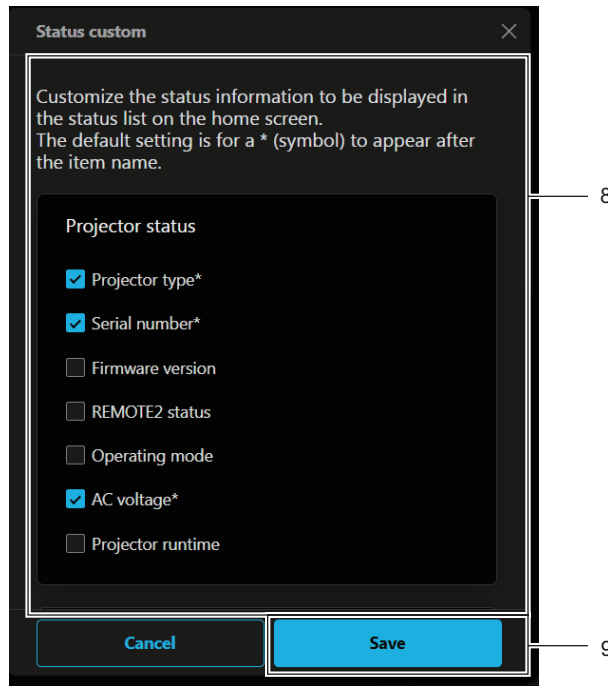 Status custom
Customize the status information to be displayed in
the status list on the home screen.
The default setting is for a * (symbol) to appear after
the item name.
8
Projector status
Projector type*
Serial number*
Firmware version
REMOTE2 status
Operating mode
AC voltage*
Projector runtime
Cancel
Save
9